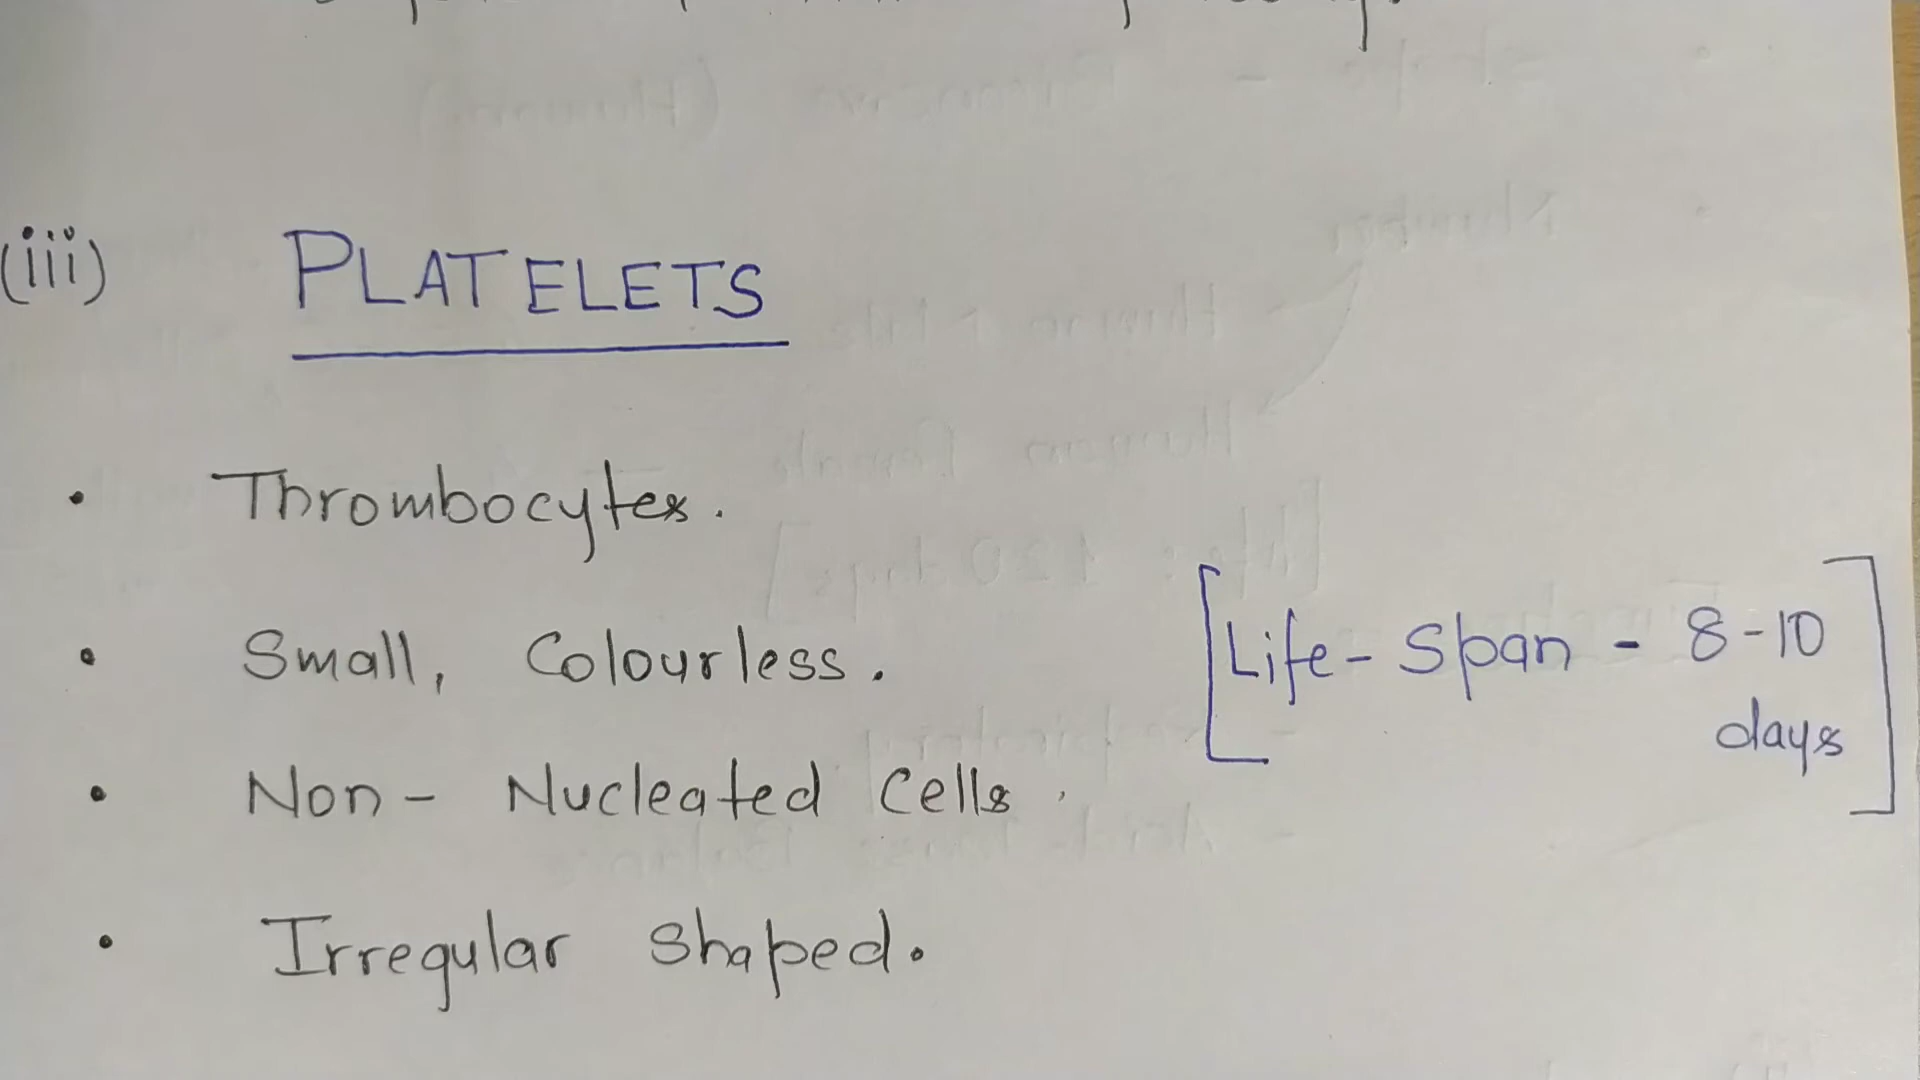 (iii) PLATELETS
• Thrombocytes.
• Small, Colourless.
[Life-Span - 8-10
days]
• Non-Nucleated Cells.
• Irregular Shaped.